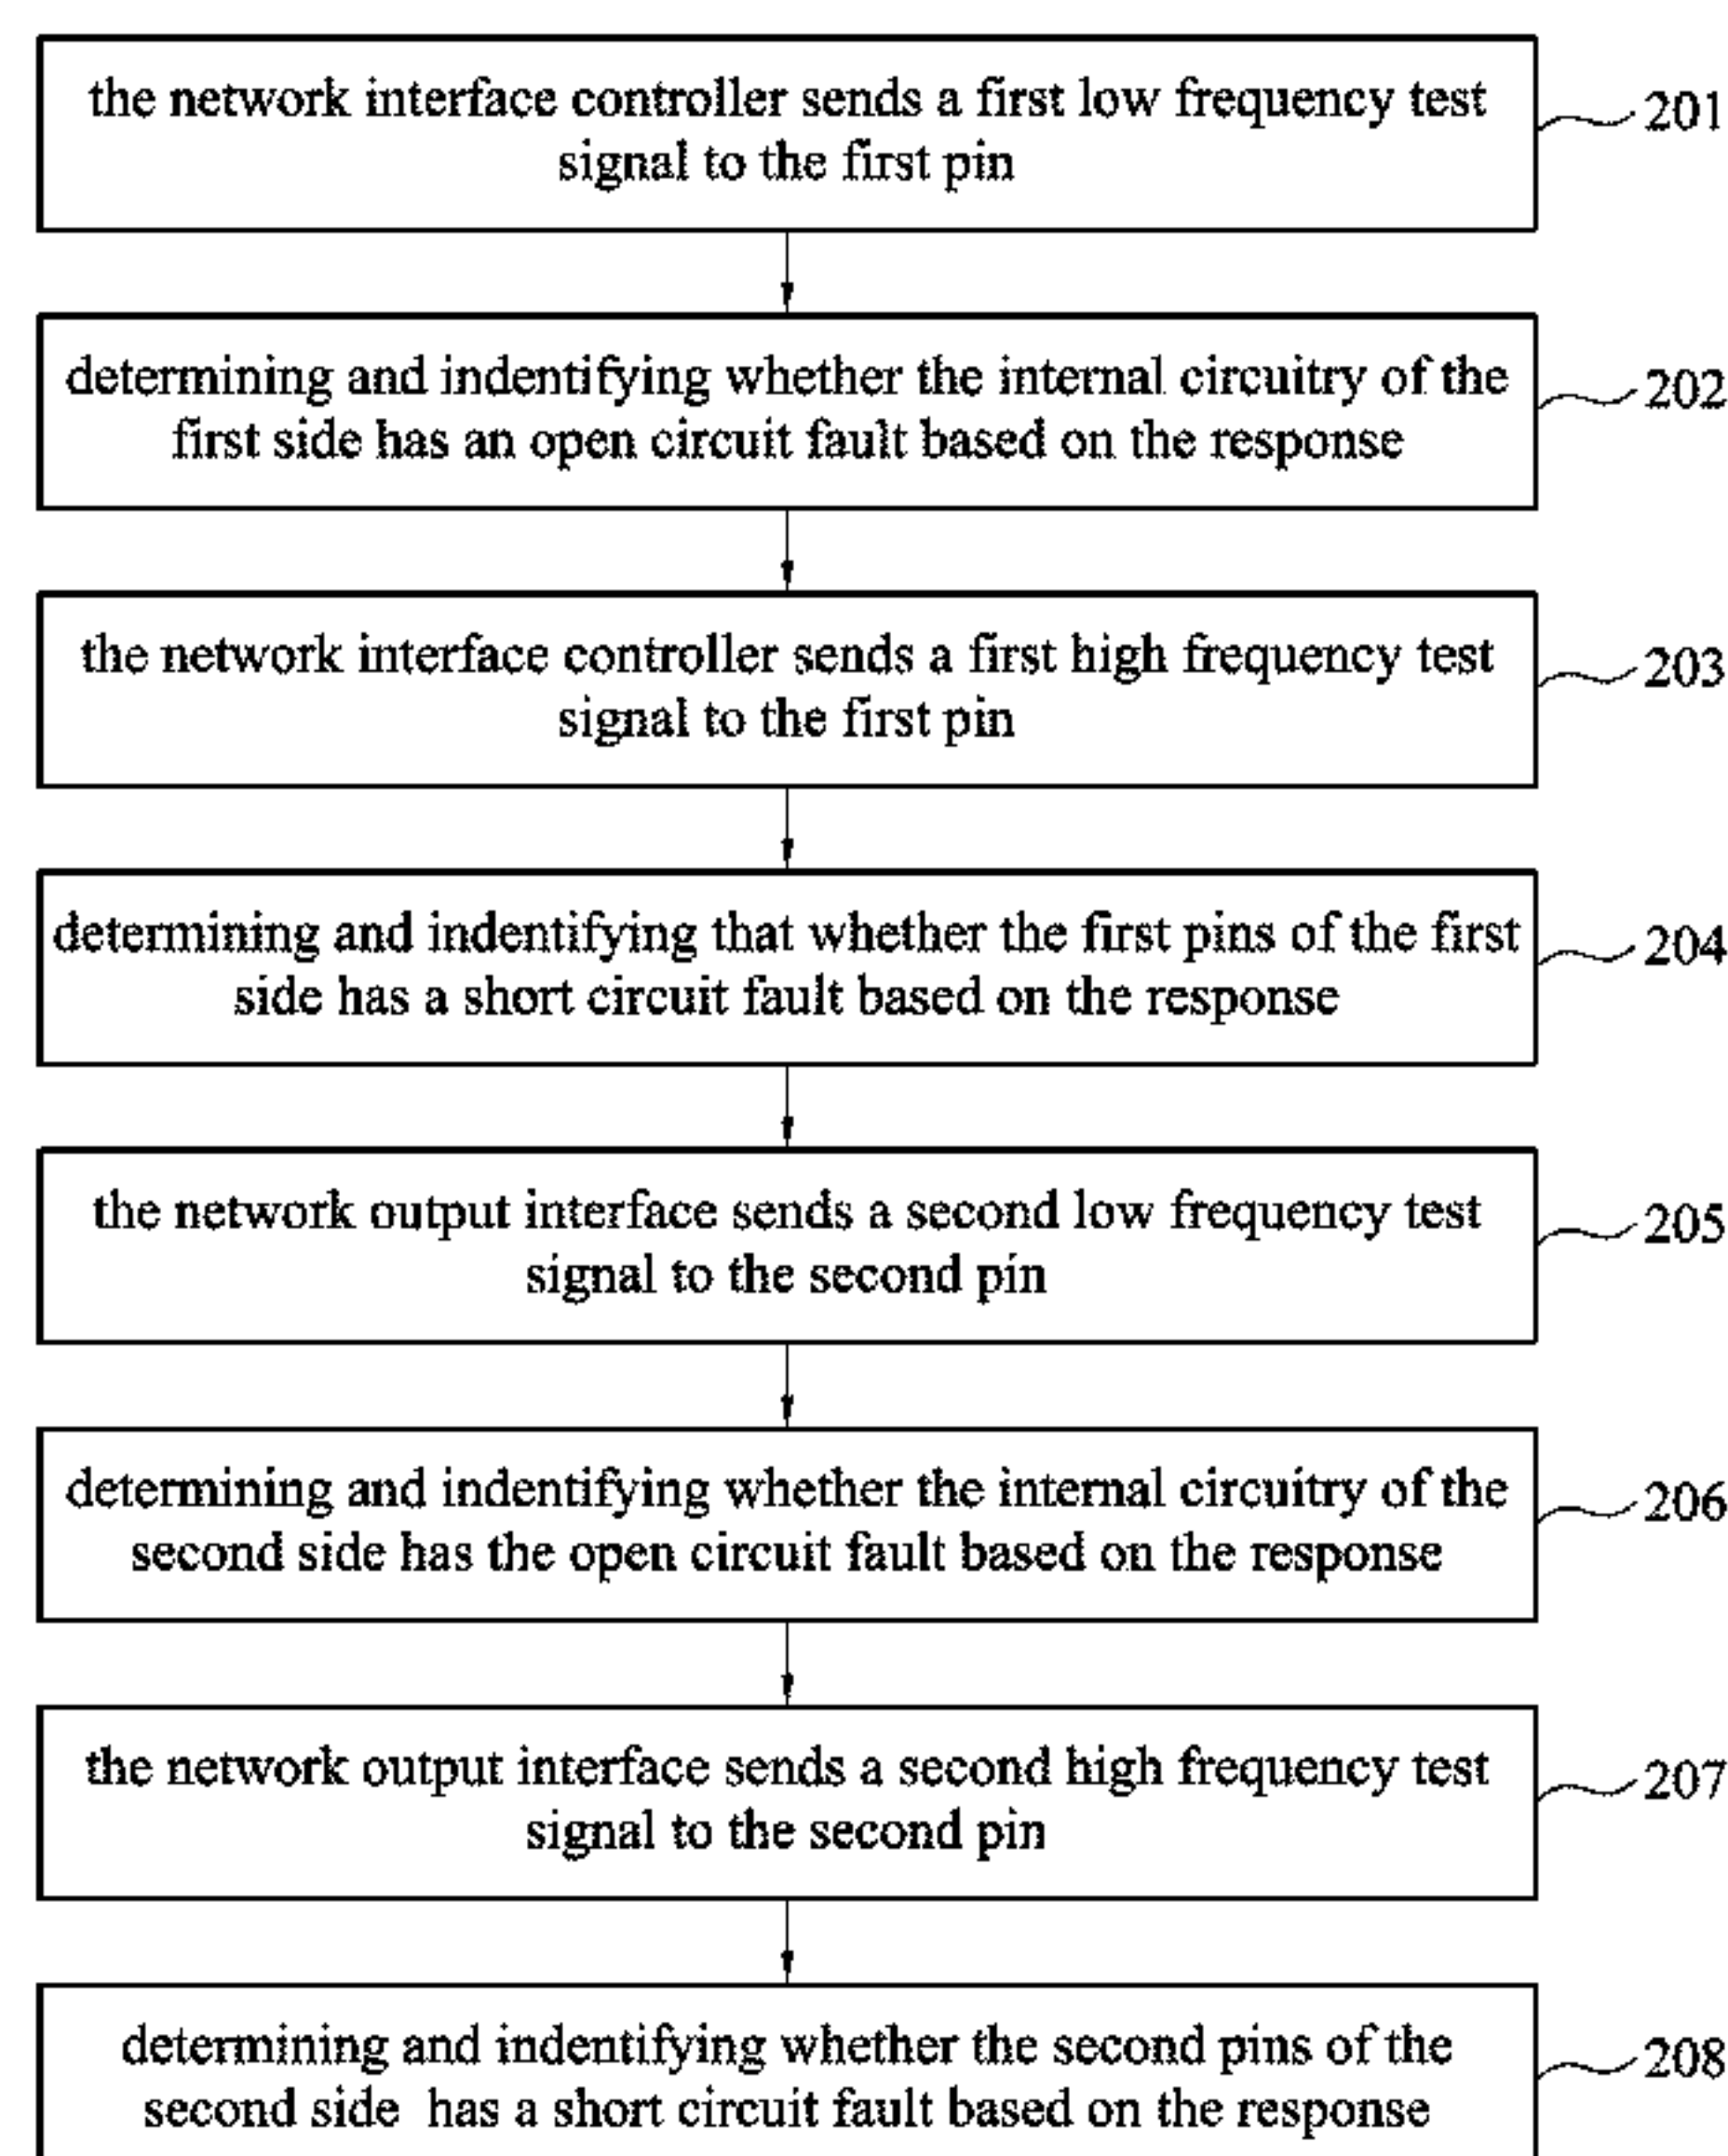 the network interface controller sends a first low frequency test
signal to the first pin
201
determining and indentifying whether the internal circuitry of the
first side has an open circuit fault based on the response
202
the network interface controller sends a first high frequency test
signal to the first pin
203
determining and indentifying that whether the first pins of the first
side has a short circuit fault based on the response
204
the network output interface sends a second low frequency test
signal to the second pin
205
determining and indentifying whether the internal circuitry of the
second side has the open circuit fault based on the response
206
the network output interface sends a second high frequency test
signal to the second pin
207
determining and indentifying whether the second pins of the
second side has a short circuit fault based on the response
208